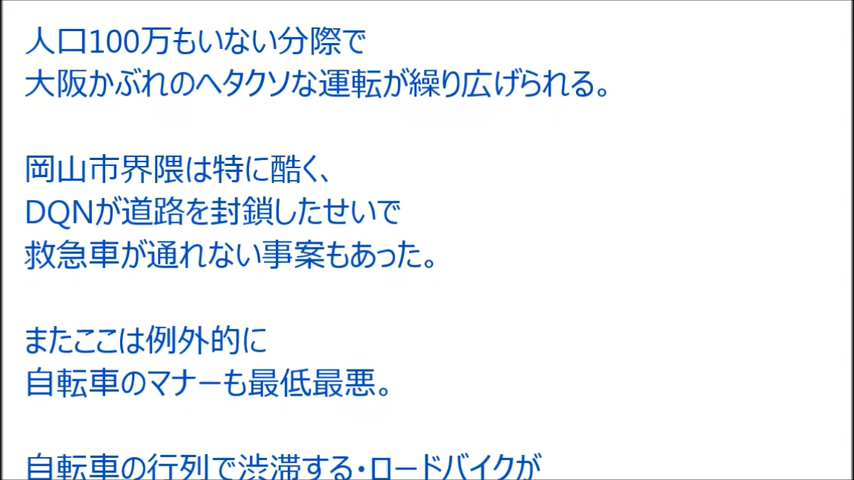 人口100万もいない分際で
大阪かぶれのヘタクソな運転が繰り広げられる。
岡山市界隈は特に酷く、
DQNが道路を封鎖したせいで
救急車が通れない事案もあった。
またここは例外的に
自転車のマナーも最低最悪。
自転車の行列で渋滞する・ロードバイクが